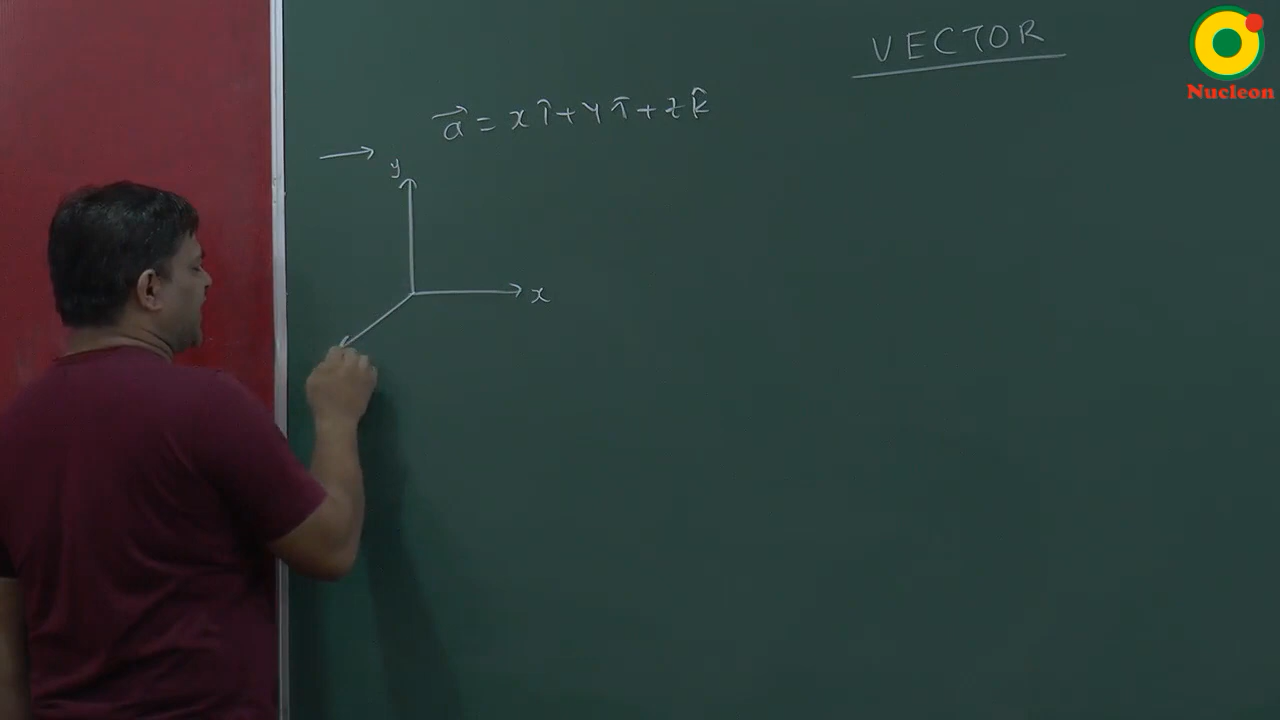 VECTOR
Nucleon
a⃗ = x î + y ĵ + z k̂
y
x